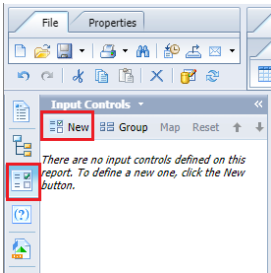 File Properties
Input Controls
New Group Map Reset
There are no input controls defined on this
report. To define a new one, click the New
button.
(?)